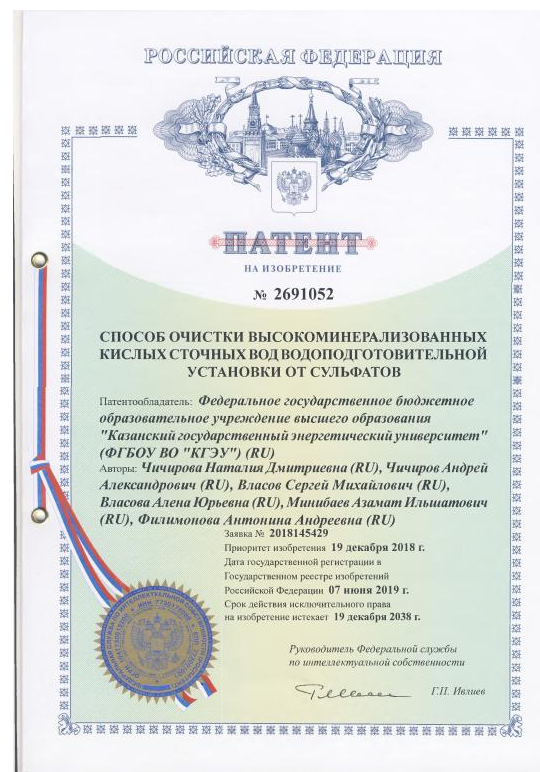 РОССИЙСКАЯ ФЕДЕРАЦИЯ
ПАТЕНТ
НА ИЗОБРЕТЕНИЕ
№ 2691052
СПОСОБ ОЧИСТКИ ВЫСОКОМИНЕРАЛИЗОВАННЫХ
КИСЛЫХ СТОЧНЫХ ВОД ВОДОПОДГОТОВИТЕЛЬНОЙ
УСТАНОВКИ ОТ СУЛЬФАТОВ
Патентообладатель: Федеральное государственное бюджетное
образовательное учреждение высшего образования
"Казанский государственный энергетический университет"
(ФГБОУ ВО "КГЭУ") (RU)
Авторы: Чичирова Наталия Дмитриевна (RU), Чичиров Андрей
Александрович (RU), Власов Сергей Михайлович (RU),
Власова Алена Юрьевна (RU), Минибаев Азамат Ильшатович
(RU), Филимонова Антонина Андреевна (RU)
Заявка № 2018145429
Приоритет изобретения 19 декабря 2018 г.
Дата государственной регистрации в
Государственном реестре изобретений
Российской Федерации 07 июня 2019 г.
Срок действия исключительного права
на изобретение истекает 19 декабря 2038 г.
Руководитель Федеральной службы
по интеллектуальной собственности
Г.П. Ивлиев